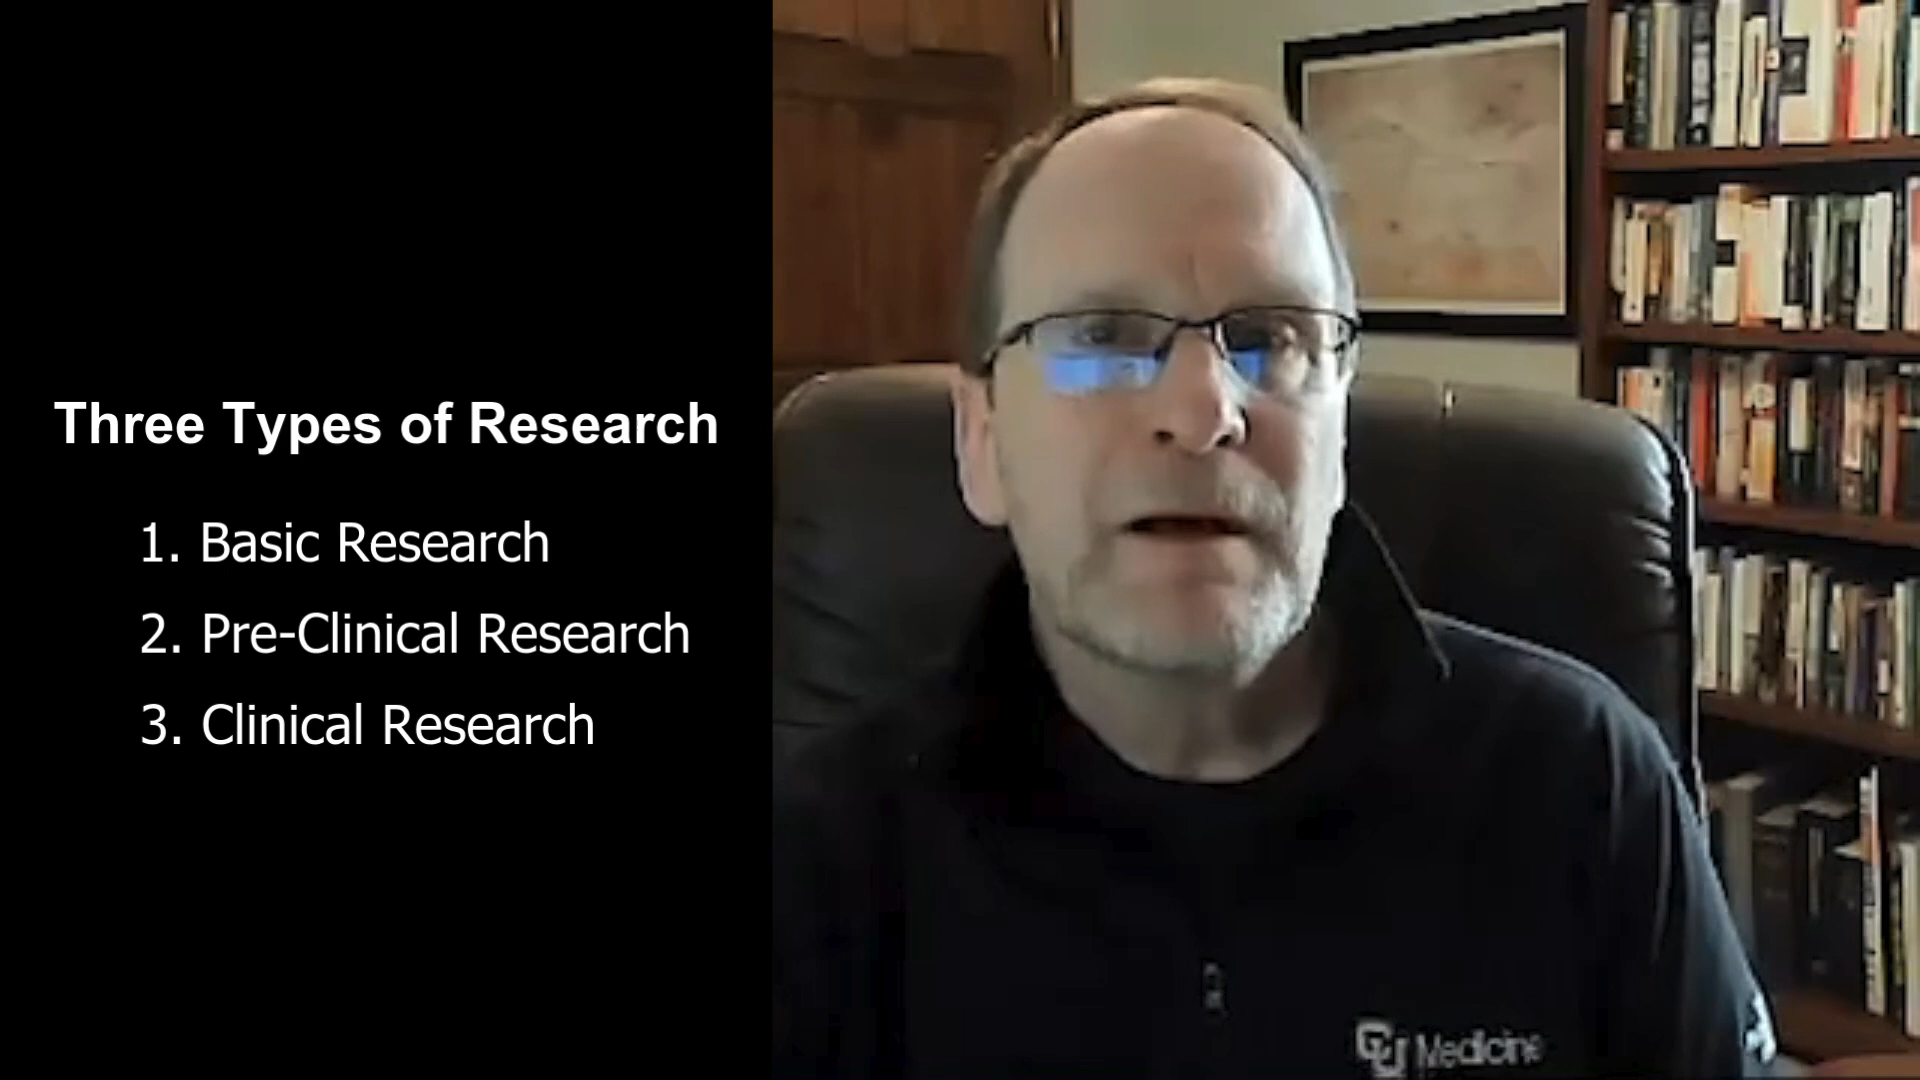 Three Types of Research
1. Basic Research
2. Pre-Clinical Research
3. Clinical Research
CU Medicine